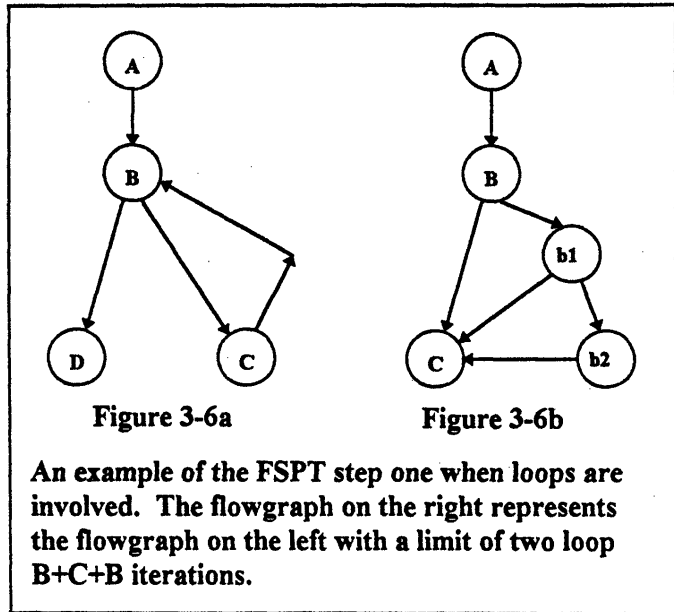 A
A
B
B
b1
D
C
C
b2
Figure 3-6a
Figure 3-6b
An example of the FSPT step one when loops are
involved. The flowgraph on the right represents
the flowgraph on the left with a limit of two loop
B+C+B iterations.